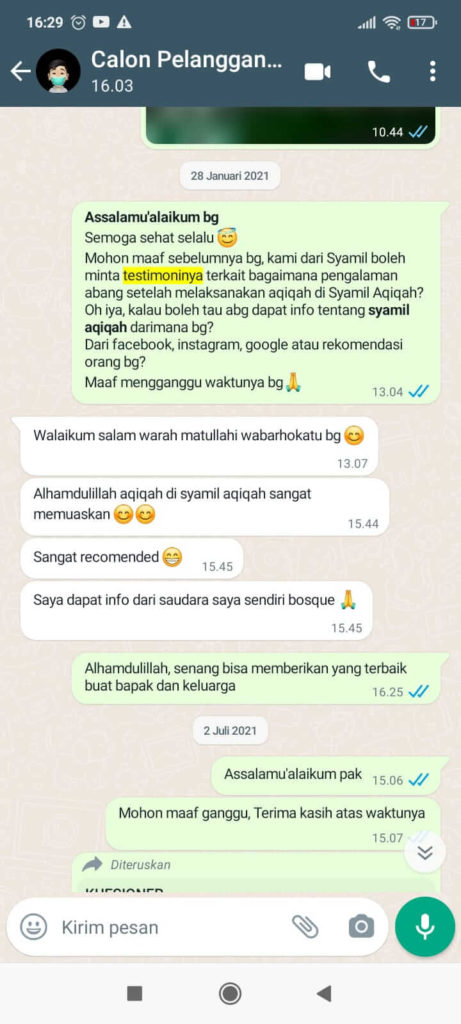 16:29
17
Calon Pelanggan...
16.03
10.44
28 Januari 2021
Assalamu'alaikum bg
Semoga sehat selalu 😇
Mohon maaf sebelumnya bg, kami dari Syamil boleh
minta testimoninya terkait bagaimana pengalaman
abang setelah melaksanakan aqiqah di Syamil Aqiqah?
Oh iya, kalau boleh tau abg dapat info tentang syamil
aqiqah darimana bg?
Dari facebook, instagram, google atau rekomendasi
orang bg?
Maaf mengganggu waktunya bg🙏
13.04
Walaikum salam warah matullahi wabarhokatu bg 😊
13.07
Alhamdulillah aqiqah di syamil aqiqah sangat
memuaskan 😊😊
15.44
Sangat recomended 😁
15.45
Saya dapat info dari saudara saya sendiri bosque 🙏
15.45
Alhamdulillah, senang bisa memberikan yang terbaik
buat bapak dan keluarga
16.25
2 Juli 2021
Assalamu'alaikum pak
15.06
Mohon maaf ganggu, Terima kasih atas waktunya
15.07
Diteruskan
KUESIONER
Kirim pesan